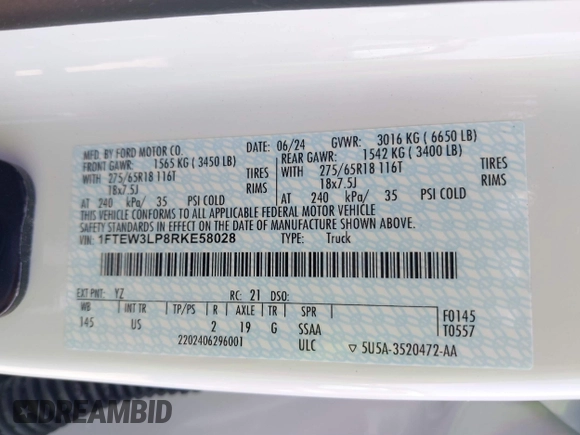 MFD. BY FORD MOTOR CO.
DATE: 06/24 GVWR: 3016 KG ( 6650 LB)
FRONT GAWR: 1565 KG ( 3450 LB)
REAR GAWR: 1542 KG ( 3400 LB)
WITH 275/65R18 116T TIRES
WITH 275/65R18 116T TIRES
18x7.5J RIMS
18x7.5J RIMS
AT 240 kPa/ 35 PSI COLD
AT 240 kPa/ 35 PSI COLD
THIS VEHICLE CONFORMS TO ALL APPLICABLE FEDERAL MOTOR VEHICLE
SAFETY STANDARDS IN EFFECT ON THE DATE OF MANUFACTURE SHOWN ABOVE.
VIN: 1FTEW3LP8RKE58028 TYPE: Truck
EXT PNT: YZ RC: 21 DSO:
WB INT TR TP/PS R AXLE TR SPR F0145
145 US 2 19 G SSAA T0557
2202406296001 ULC ▽ 5U5A-3520472-AA
DREAMBID